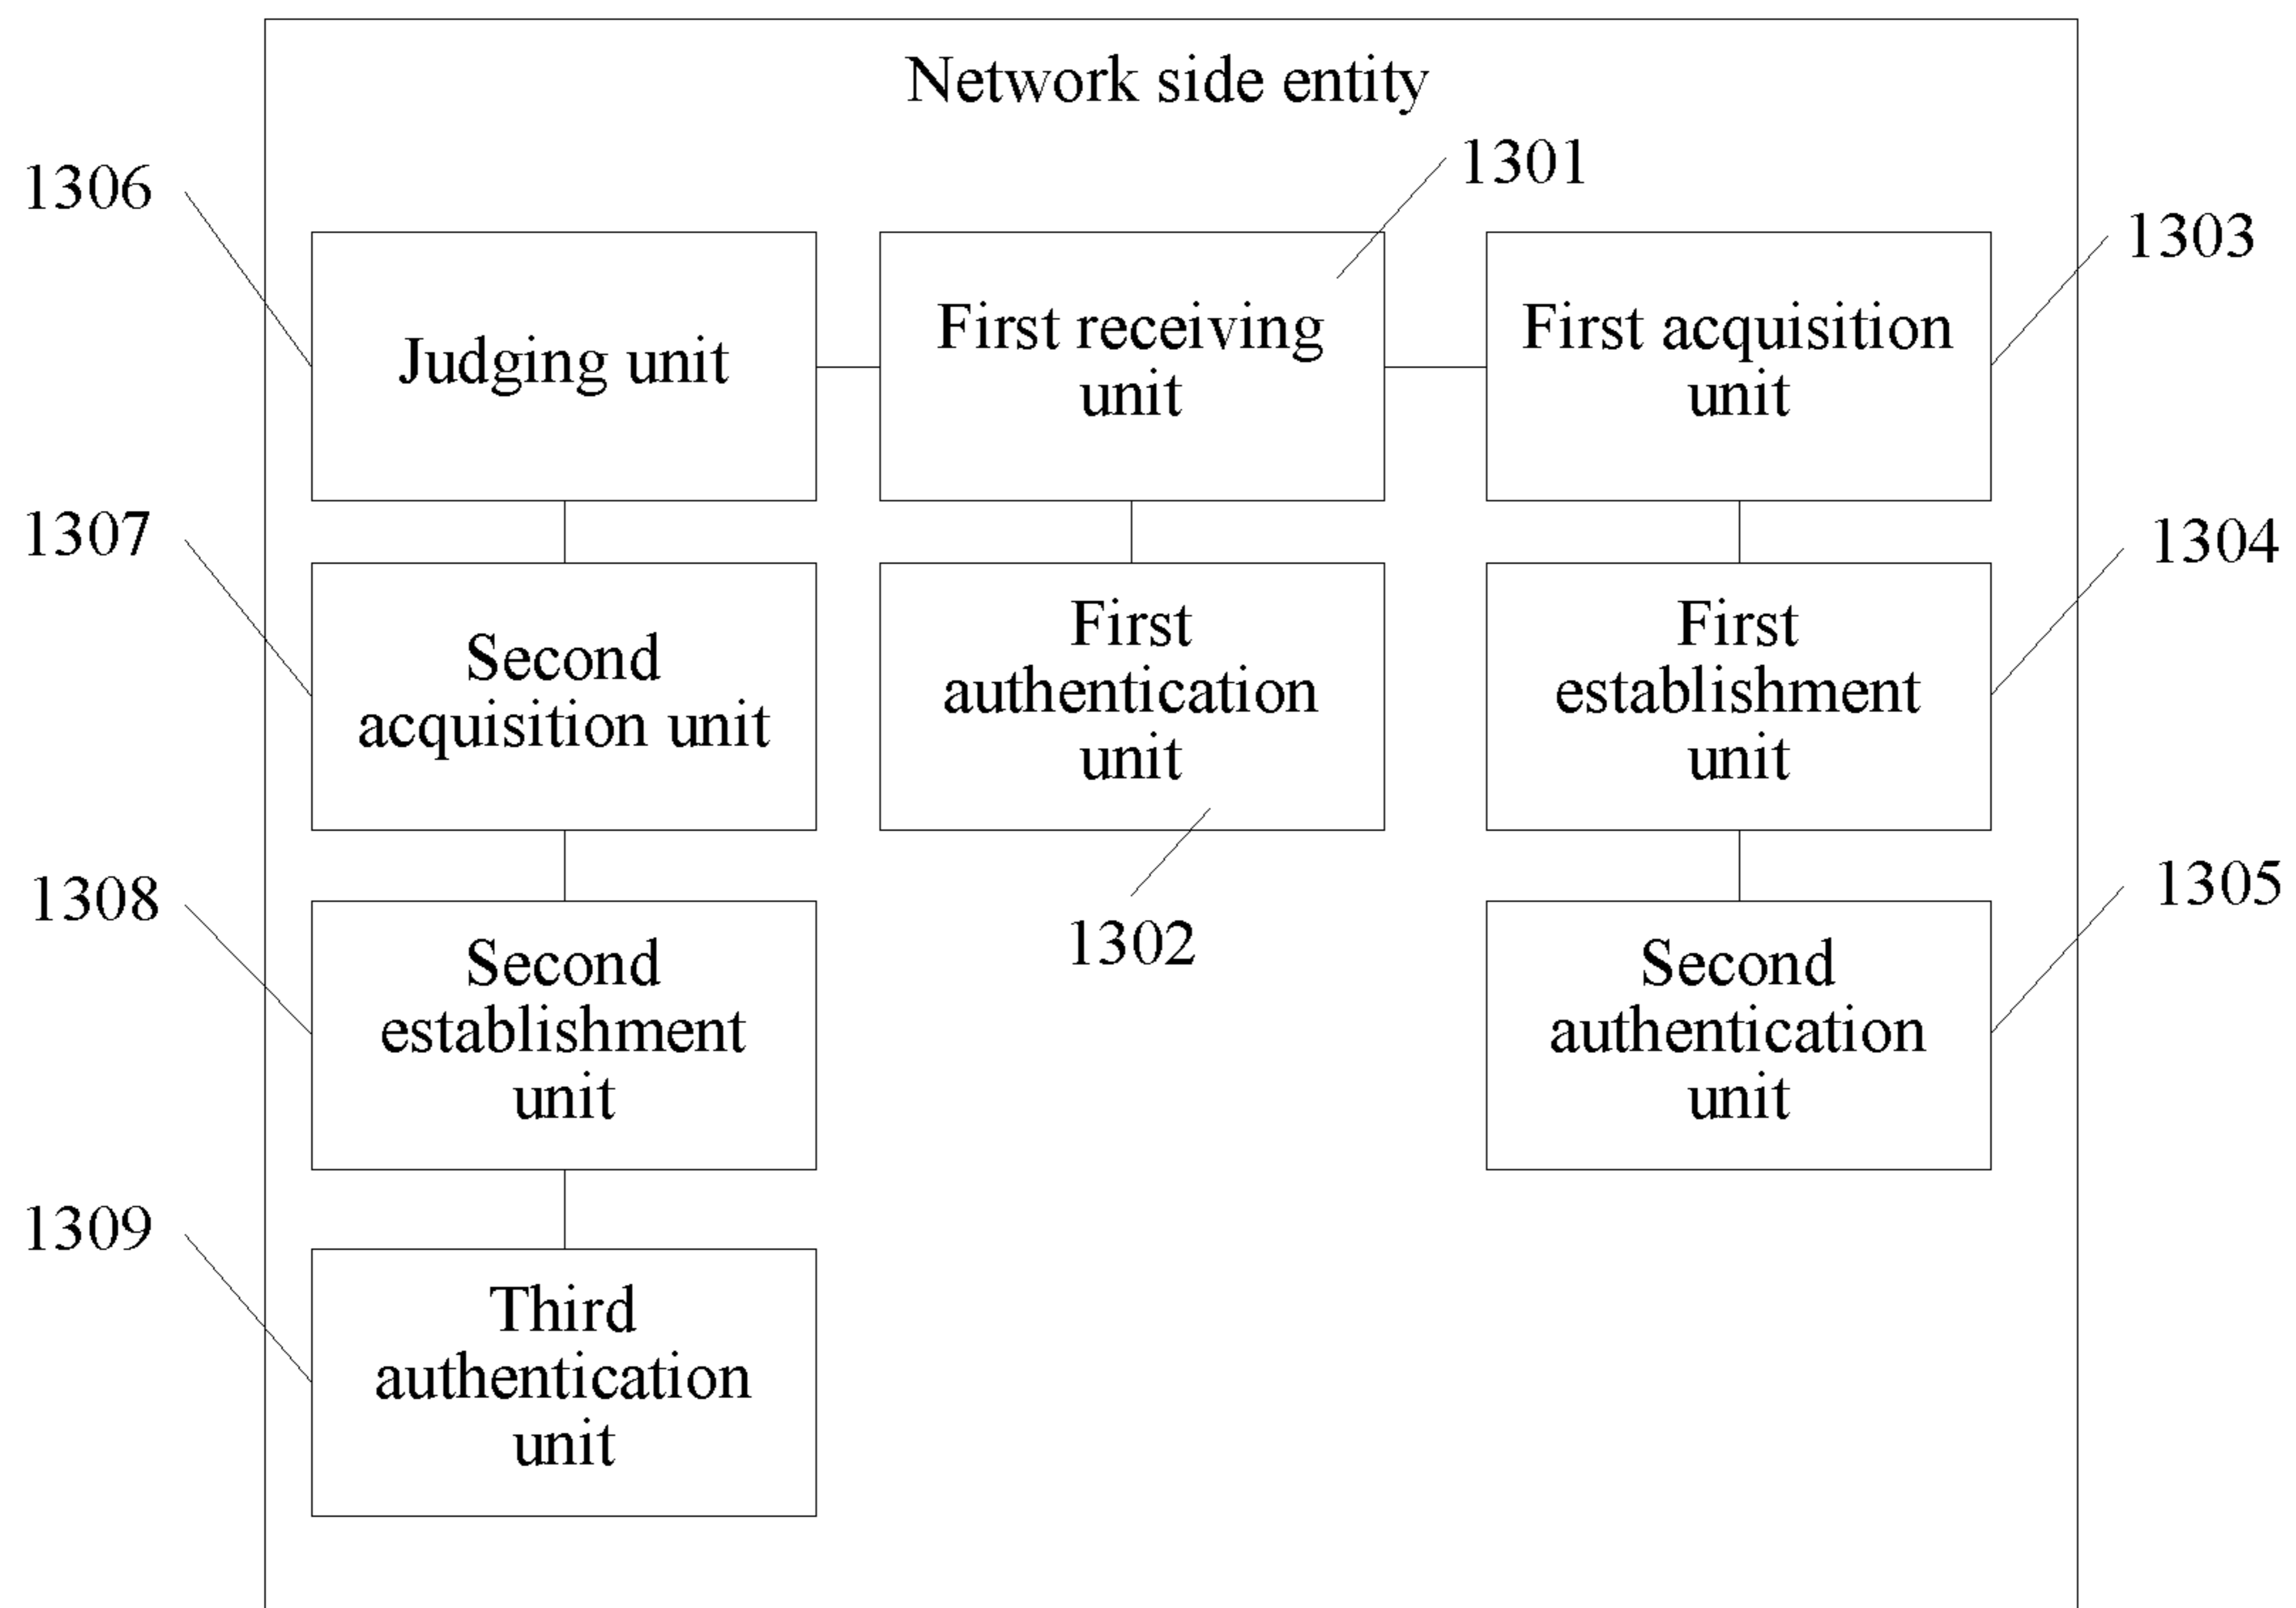 Network side entity
1301
1306
1303
Judging unit
First receiving
unit
First acquisition
unit
1307
1304
Second
acquisition unit
First
authentication
unit
First
establishment
unit
1308
1302
1305
Second
establishment
unit
Second
authentication
unit
1309
Third
authentication
unit